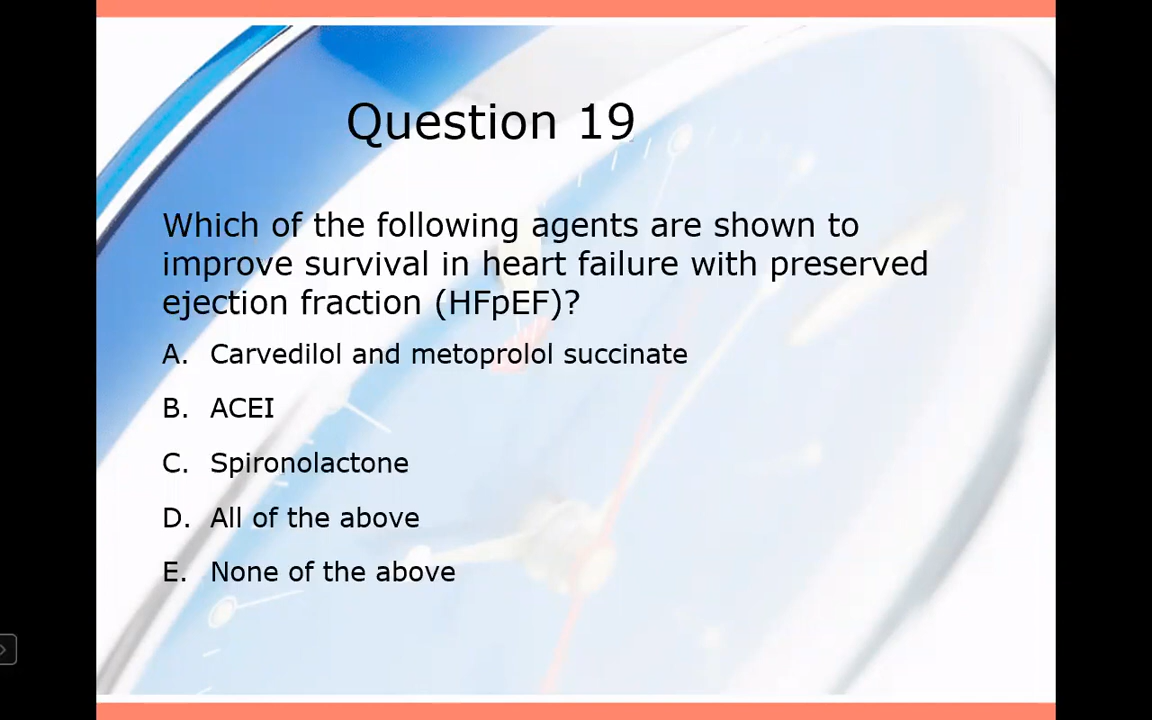 Question 19
Which of the following agents are shown to
improve survival in heart failure with preserved
ejection fraction (HFpEF)?
A. Carvedilol and metoprolol succinate
B. ACEI
C. Spironolactone
D. All of the above
E. None of the above